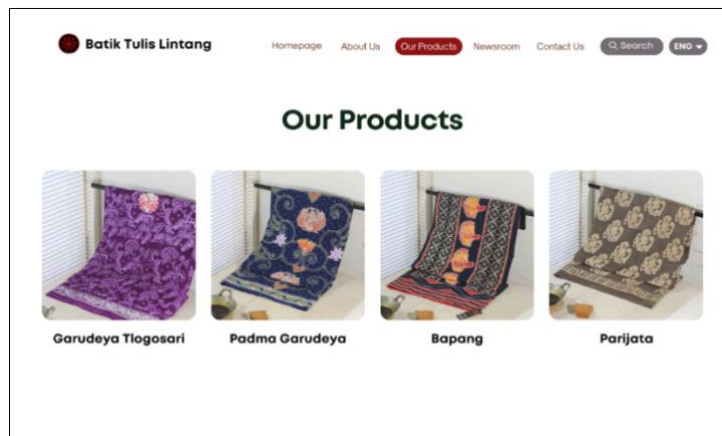 Batik Tulis Lintang
Homepage About Us Our Products Newsroom Contact Us Search ENG
Our Products
Garudeya Tlogosari Padma Garudeya Bapang Parijata